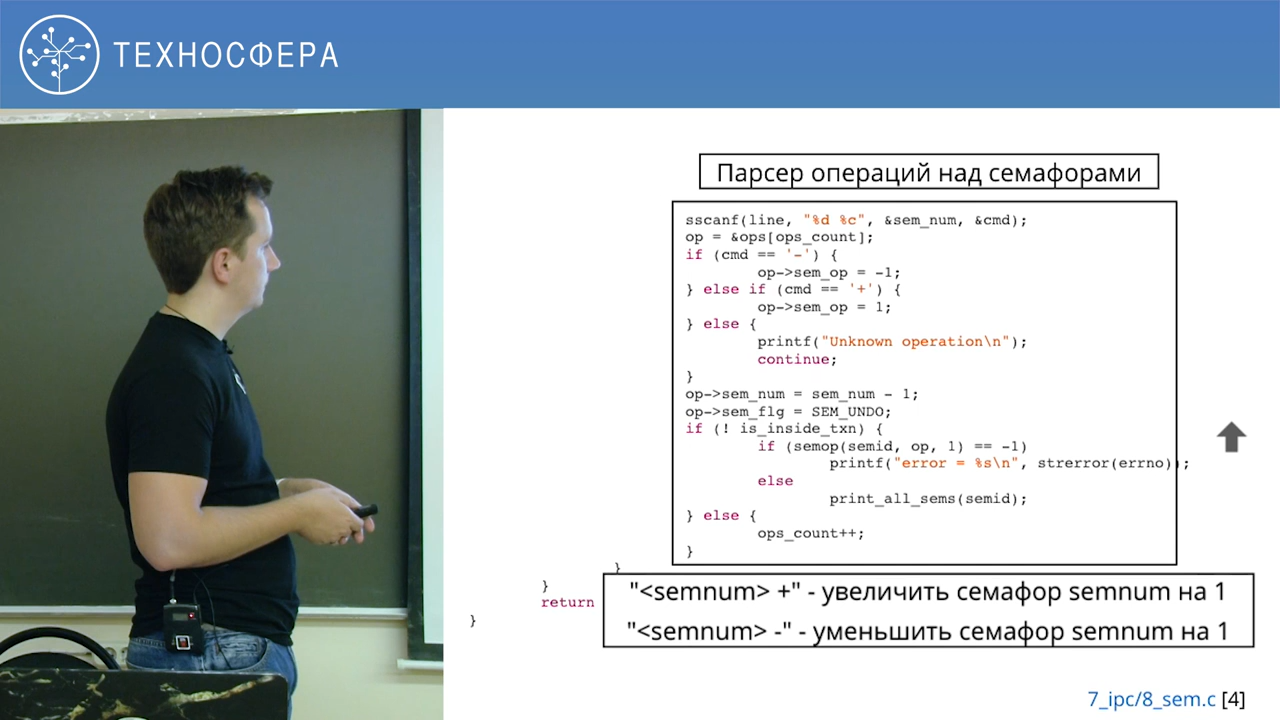 ТЕХНОСФЕРА
Парсер операций над семафорами
sscanf(line, "%d %c", &sem_num, &cmd);
op = &ops[ops_count];
if (cmd == '-') {
op->sem_op = -1;
} else if (cmd == '+') {
op->sem_op = 1;
} else {
printf("Unknown operation\n");
continue;
}
op->sem_num = sem_num - 1;
op->sem_flg = SEM_UNDO;
if (! is_inside_txn) {
if (semop(semid, op, 1) == -1)
printf("error = %s\n", strerror(errno));
else
print_all_sems(semid);
} else {
ops_count++;
}
}
}
return
}
"<semnum> +" - увеличить семафор semnum на 1
"<semnum> -" - уменьшить семафор semnum на 1
7_ipc/8_sem.c [4]